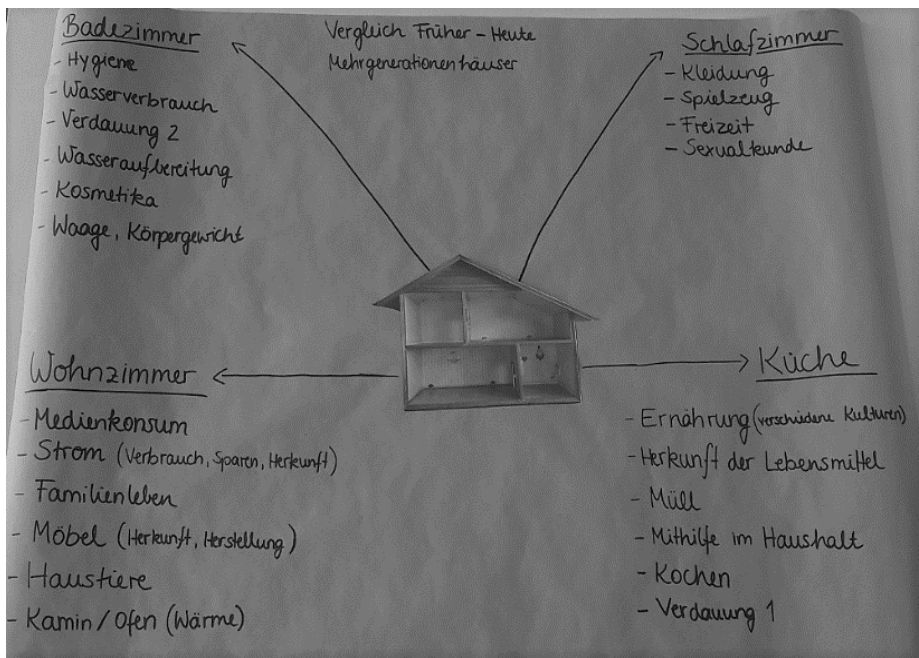 Badezimmer
- Hygiene
- Wasserverbrauch
- Verdauung 2
- Wasseraufbereitung
- Kosmetika
- Waage, Körpergewicht
Vergleich Früher - Heute
Mehrgenerationenhäuser
Schlafzimmer
- Kleidung
- Spielzeug
- Freizeit
- Sexualkunde
Wohnzimmer
- Medienkonsum
- Strom (Verbrauch, Sparen, Herkunft)
- Familienleben
- Möbel (Herkunft, Herstellung)
- Haustiere
- Kamin / Ofen (Wärme)
Küche
- Ernährung (verschiedene Kulturen)
- Herkunft der Lebensmittel
- Müll
- Mithilfe im Haushalt
- Kochen
- Verdauung 1